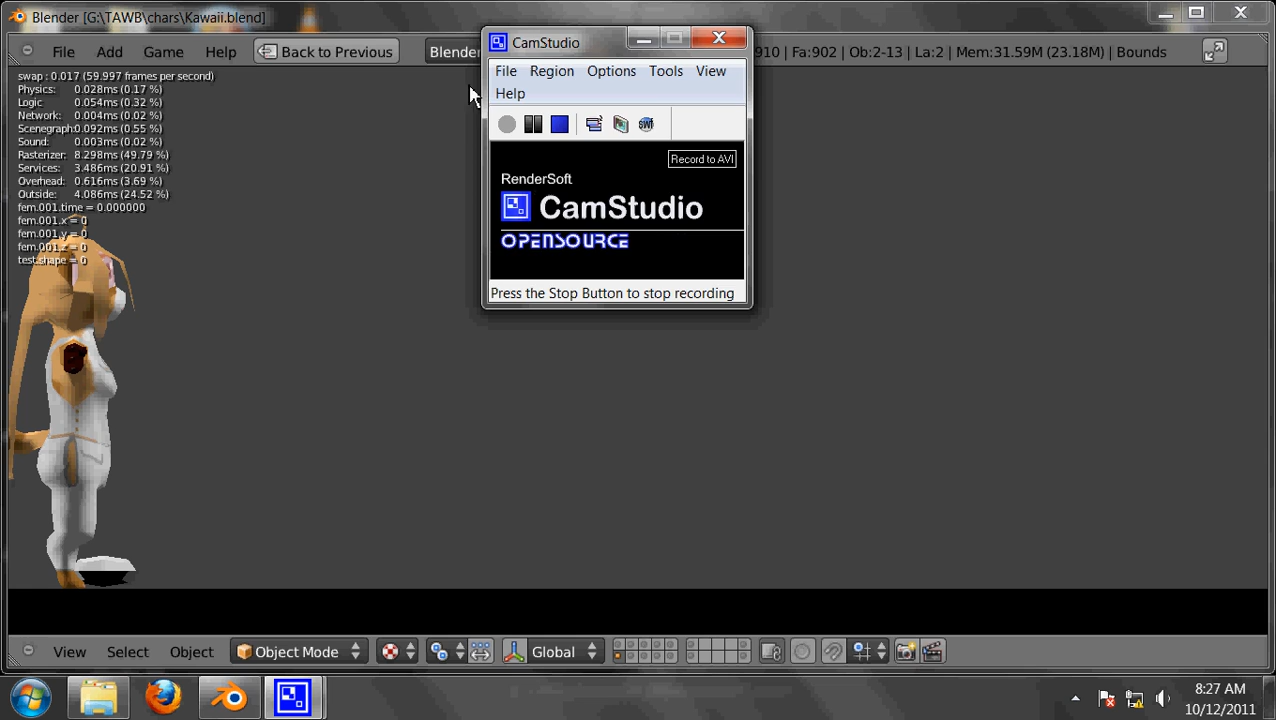 Blender [G:\TAWB\chars\Kawaii.blend]
File Add Game Help Back to Previous Blender 910 | Fa:902 | Ob:2-13 | La:2 | Mem:31.59M (23.18M) | Bounds
swap : 0.017 (59.997 frames per second)
Physics: 0.028ms (0.17 %)
Logic: 0.054ms (0.32 %)
Network: 0.004ms (0.02 %)
Scenegraph: 0.092ms (0.55 %)
Sound: 0.003ms (0.02 %)
Rasterizer: 8.298ms (49.79 %)
Services: 3.486ms (20.91 %)
Overhead: 0.616ms (3.69 %)
Outside: 4.086ms (24.52 %)
fem.001.time = 0.000000
fem.001.x = 0
fem.001.y = 0
fem.001.z = 0
test.shape = 0
CamStudio
File Region Options Tools View
Help
Record to AVI
RenderSoft
CamStudio
OPENSOURCE
Press the Stop Button to stop recording
View Select Object Object Mode Global
8:27 AM
10/12/2011